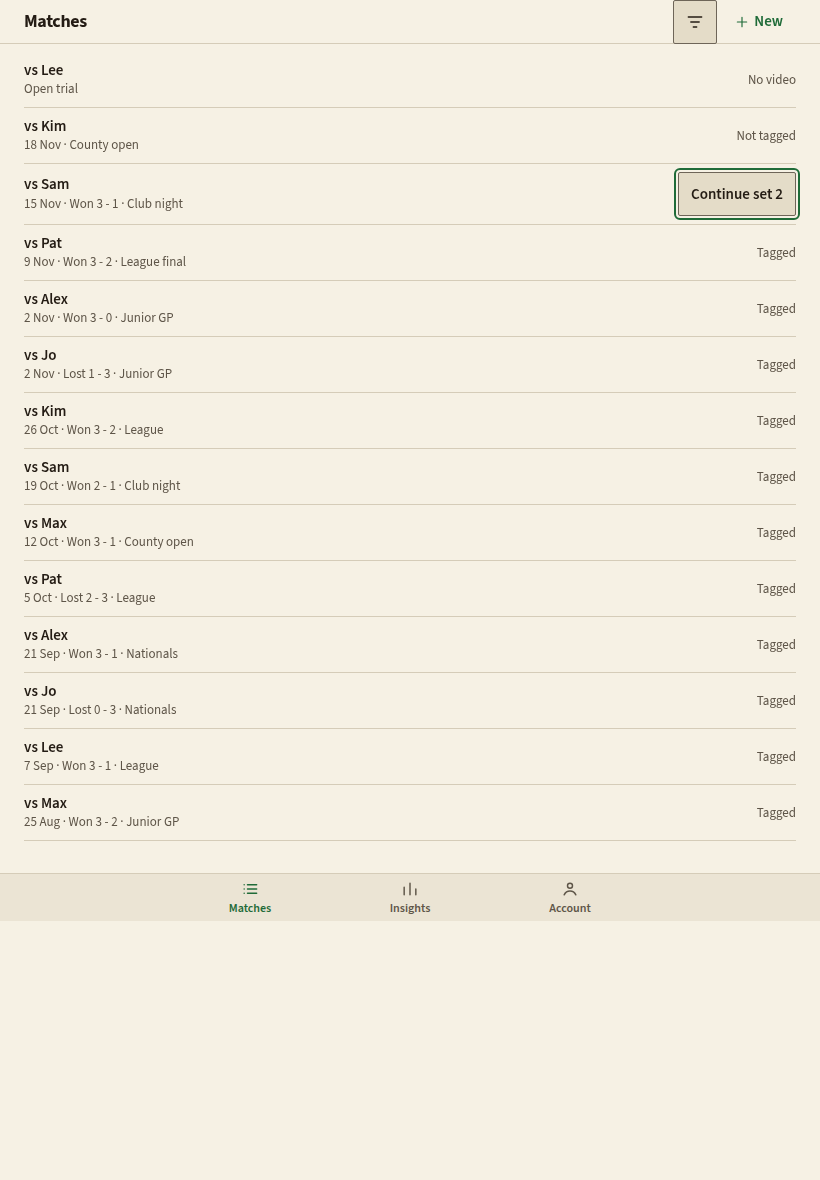 Matches
New
vs Lee
Open trial
No video
vs Kim
18 Nov · County open
Not tagged
vs Sam
15 Nov · Won 3 - 1 · Club night
Continue set 2
vs Pat
9 Nov · Won 3 - 2 · League final
Tagged
vs Alex
2 Nov · Won 3 - 0 · Junior GP
Tagged
vs Jo
2 Nov · Lost 1 - 3 · Junior GP
Tagged
vs Kim
26 Oct · Won 3 - 2 · League
Tagged
vs Sam
19 Oct · Won 2 - 1 · Club night
Tagged
vs Max
12 Oct · Won 3 - 1 · County open
Tagged
vs Pat
5 Oct · Lost 2 - 3 · League
Tagged
vs Alex
21 Sep · Won 3 - 1 · Nationals
Tagged
vs Jo
21 Sep · Lost 0 - 3 · Nationals
Tagged
vs Lee
7 Sep · Won 3 - 1 · League
Tagged
vs Max
25 Aug · Won 3 - 2 · Junior GP
Tagged
Matches
Insights
Account